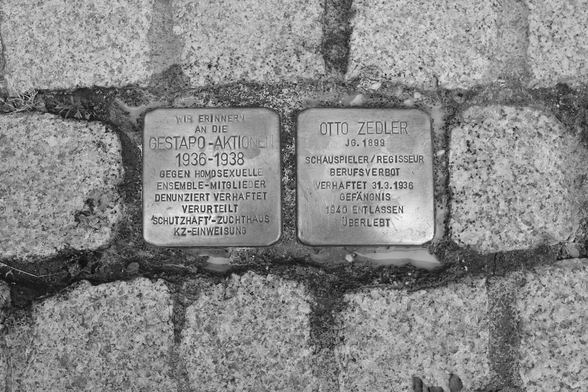 WIR ERINNERN
AN DIE
GESTAPO-AKTIONEN
1936-1938
GEGEN HOMOSEXUELLE
ENSEMBLE-MITGLIEDER
DENUNZIERT VERHAFTET
VERURTEILT
'SCHUTZHAFT'-ZUCHTHAUS
KZ-EINWEISUNG
OTTO ZEDLER
JG. 1899
SCHAUSPIELER/REGISSEUR
BERUFSVERBOT
VERHAFTET 31.3.1936
GEFÄNGNIS
1940 ENTLASSEN
ÜBERLEBT